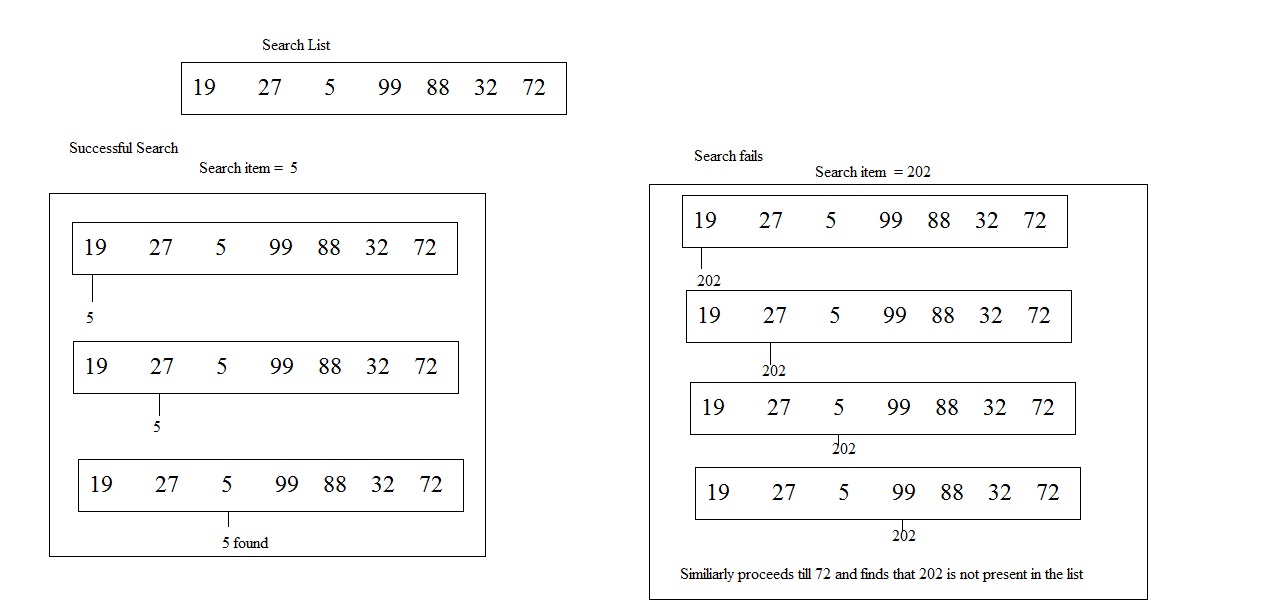 Search List
19 27 5 99 88 32 72
Successful Search
Search item = 5
19 27 5 99 88 32 72
5
19 27 5 99 88 32 72
5
19 27 5 99 88 32 72
5 found
Search fails
Search item = 202
19 27 5 99 88 32 72
202
19 27 5 99 88 32 72
202
19 27 5 99 88 32 72
202
19 27 5 99 88 32 72
202
Similiarly proceeds till 72 and finds that 202 is not present in the list